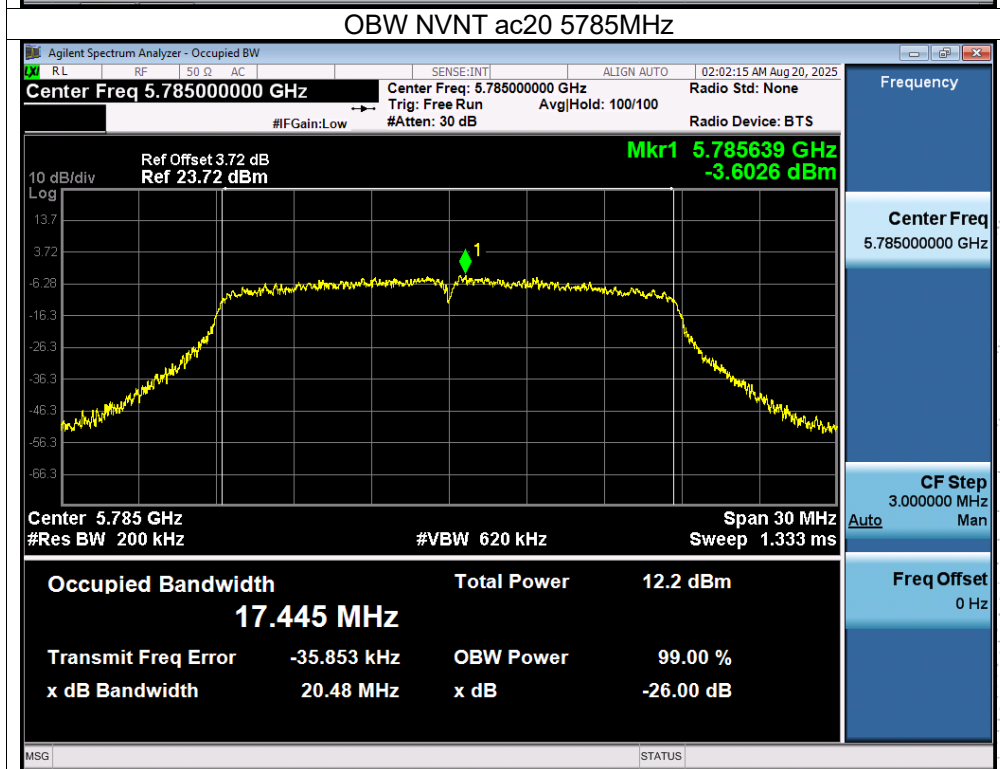 OBW NVNT ac20 5785MHz
Agilent Spectrum Analyzer - Occupied BW
LXI RL RF 50 Ω AC SENSE:INT ALIGN AUTO 02:02:15 AM Aug 20, 2025
Center Freq 5.785000000 GHz Center Freq: 5.785000000 GHz Radio Std: None
Trig: Free Run Avg|Hold: 100/100
#IFGain:Low #Atten: 30 dB Radio Device: BTS
Mkr1 5.785639 GHz
-3.6026 dBm
Ref Offset 3.72 dB
10 dB/div Ref 23.72 dBm
Log
13.7
3.72
-6.28
-16.3
-26.3
-36.3
-46.3
-56.3
-66.3
1
Center 5.785 GHz Span 30 MHz
#Res BW 200 kHz #VBW 620 kHz Sweep 1.333 ms
Occupied Bandwidth Total Power 12.2 dBm
17.445 MHz
Transmit Freq Error -35.853 kHz OBW Power 99.00 %
x dB Bandwidth 20.48 MHz x dB -26.00 dB
MSG STATUS
Frequency
Center Freq
5.785000000 GHz
CF Step
3.000000 MHz
Auto Man
Freq Offset
0 Hz